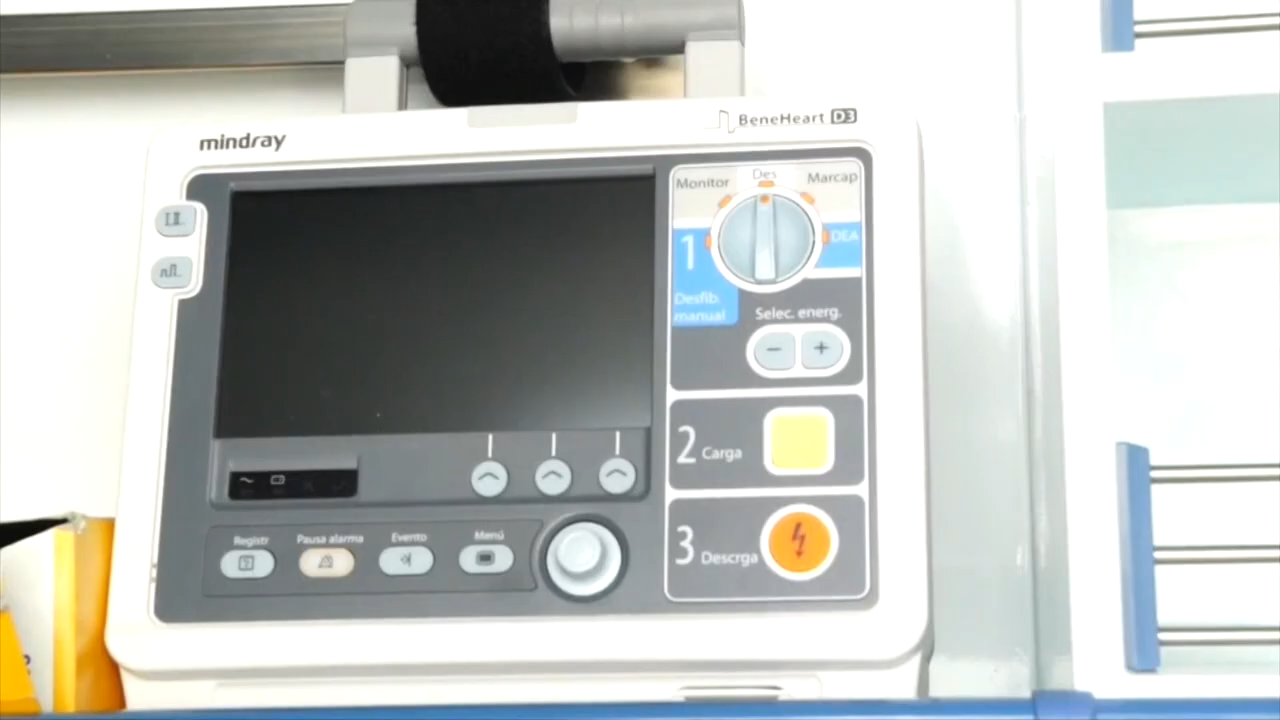 mindray
BeneHeart D3
Monitor
Des
Marcap
1
DEA
Desfib.
manual
Selec. energ.
− +
2 Carga
3 Descrga
Registr
Pausa alarma
Evento
Menú